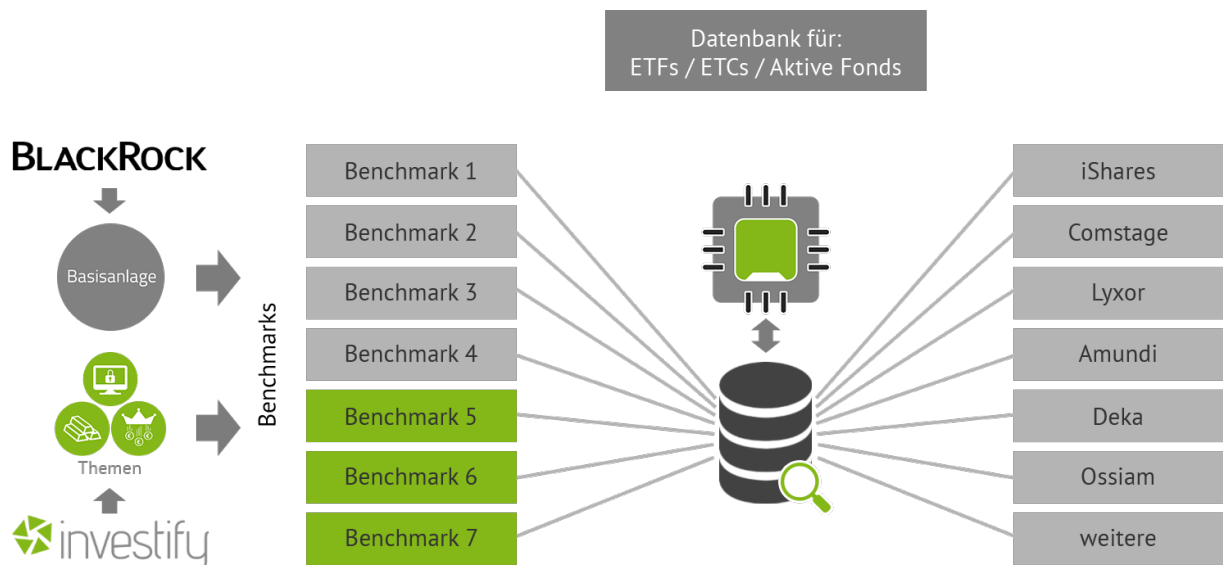 Datenbank für:
ETFs / ETCs / Aktive Fonds
BLACKROCK
Basisanlage
Themen
investify
Benchmarks
Benchmark 1
Benchmark 2
Benchmark 3
Benchmark 4
Benchmark 5
Benchmark 6
Benchmark 7
iShares
Comstage
Lyxor
Amundi
Deka
Ossiam
weitere